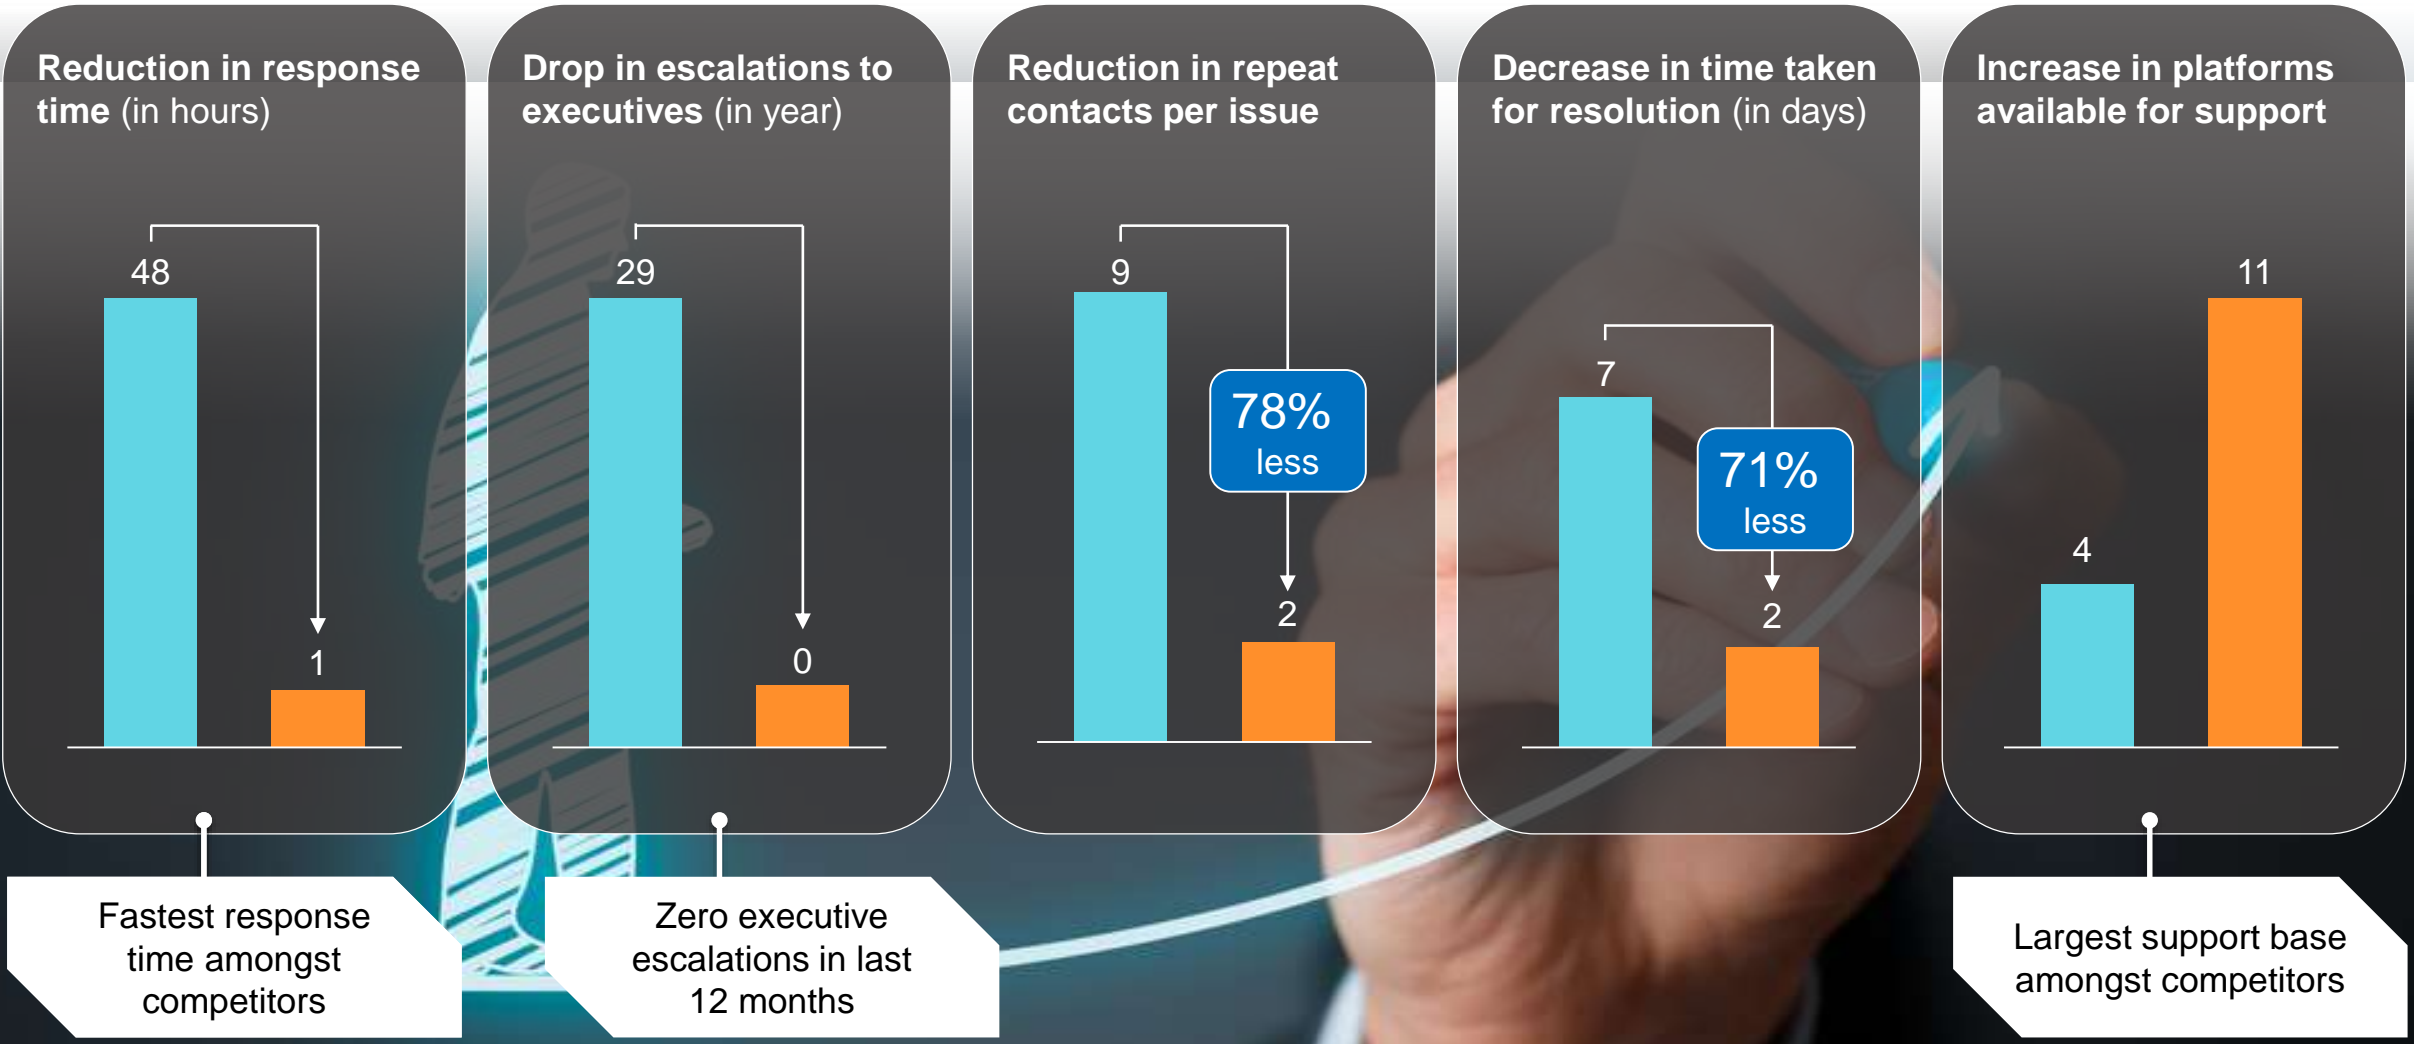 Reduction in response
time (in hours)
48
1
Fastest response
time amongst
competitors
Drop in escalations to
executives (in year)
29
0
Zero executive
escalations in last
12 months
Reduction in repeat
contacts per issue
9
78%
less
2
Decrease in time taken
for resolution (in days)
7
71%
less
2
Increase in platforms
available for support
4
11
Largest support base
amongst competitors